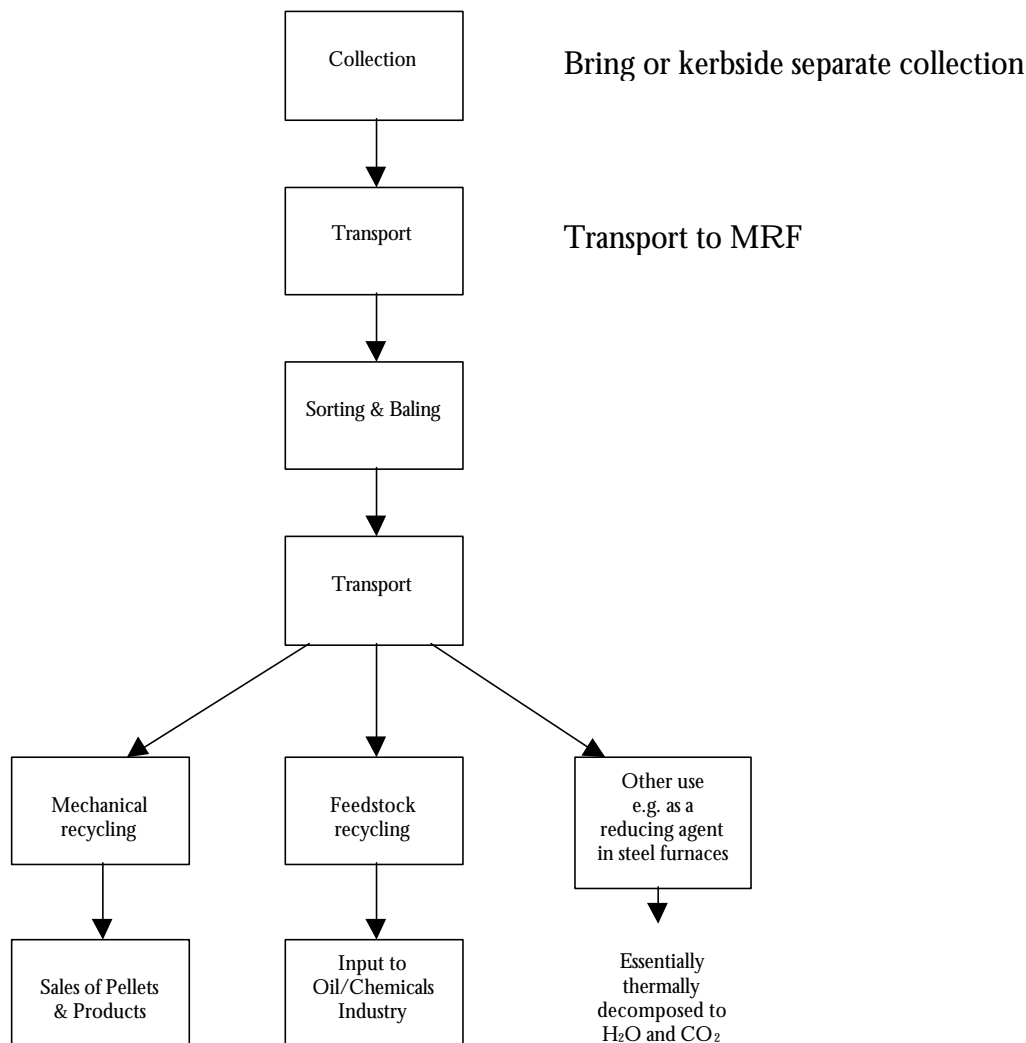 Collection
Bring or kerbside separate collection
Transport
Transport to MRF
Sorting & Baling
Transport
Mechanical
recycling
Feedstock
recycling
Other use
e.g. as a
reducing agent
in steel furnaces
Sales of Pellets
& Products
Input to
Oil/Chemicals
Industry
Essentially
thermally
decomposed to
H₂O and CO₂